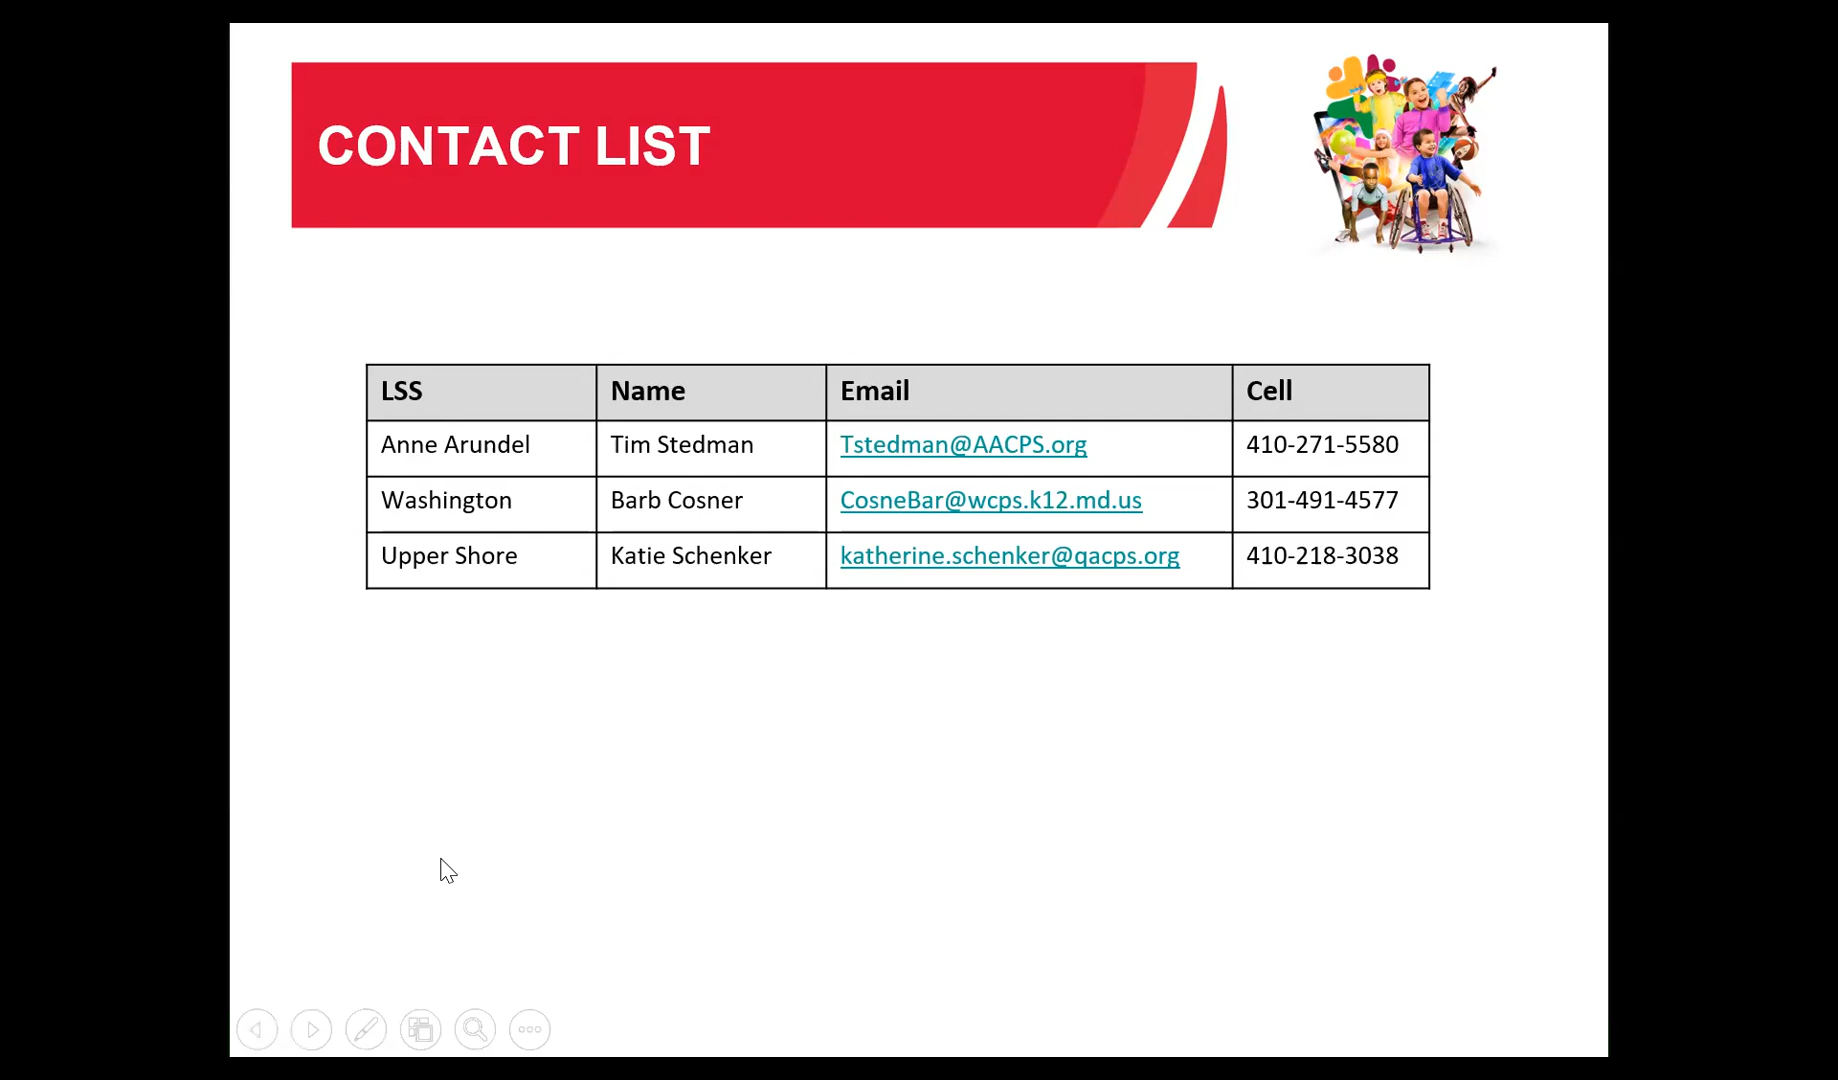 CONTACT LIST
LSS Name Email Cell
Anne Arundel Tim Stedman Tstedman@AACPS.org 410-271-5580
Washington Barb Cosner CosneBar@wcps.k12.md.us 301-491-4577
Upper Shore Katie Schenker katherine.schenker@qacps.org 410-218-3038